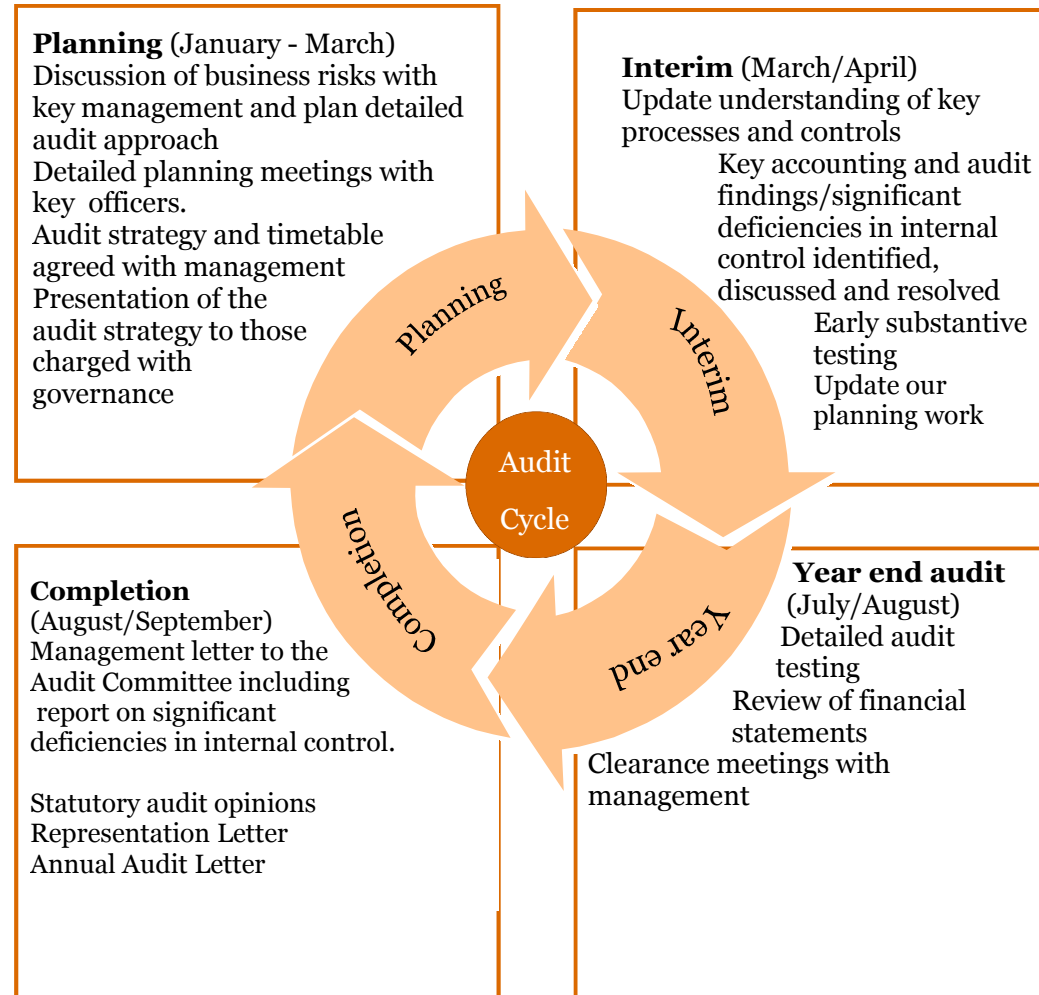 Planning (January - March)
Discussion of business risks with
key management and plan detailed
audit approach
Detailed planning meetings with
key officers.
Audit strategy and timetable
agreed with management
Presentation of the
audit strategy to those
charged with
governance
Interim (March/April)
Update understanding of key
processes and controls
Key accounting and audit
findings/significant
deficiencies in internal
control identified,
discussed and resolved
Early substantive
testing
Update our
planning work
Planning
Interim
Audit
Cycle
Completion
Year end
Completion
(August/September)
Management letter to the
Audit Committee including
report on significant
deficiencies in internal control.
Statutory audit opinions
Representation Letter
Annual Audit Letter
Year end audit
(July/August)
Detailed audit
testing
Review of financial
statements
Clearance meetings with
management